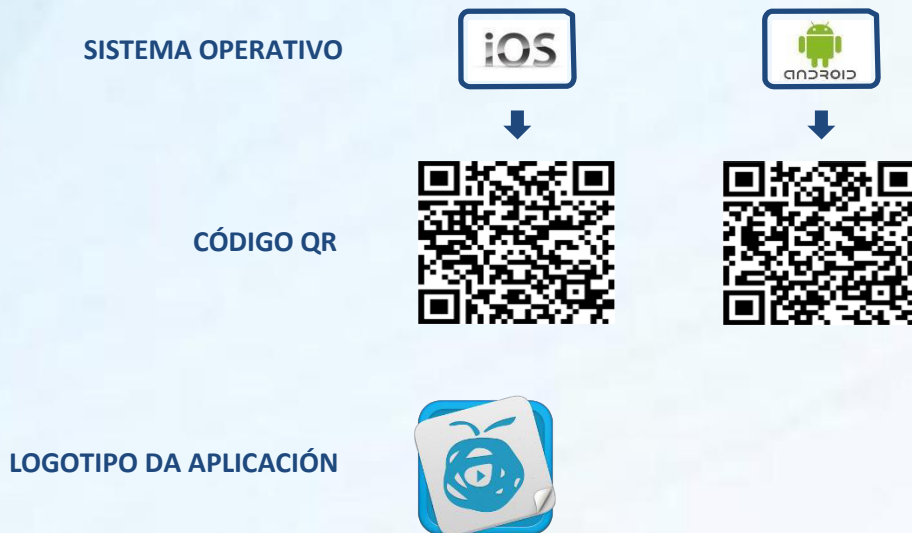 SISTEMA OPERATIVO
iOS
ANDROID
CÓDIGO QR
LOGOTIPO DA APLICACIÓN